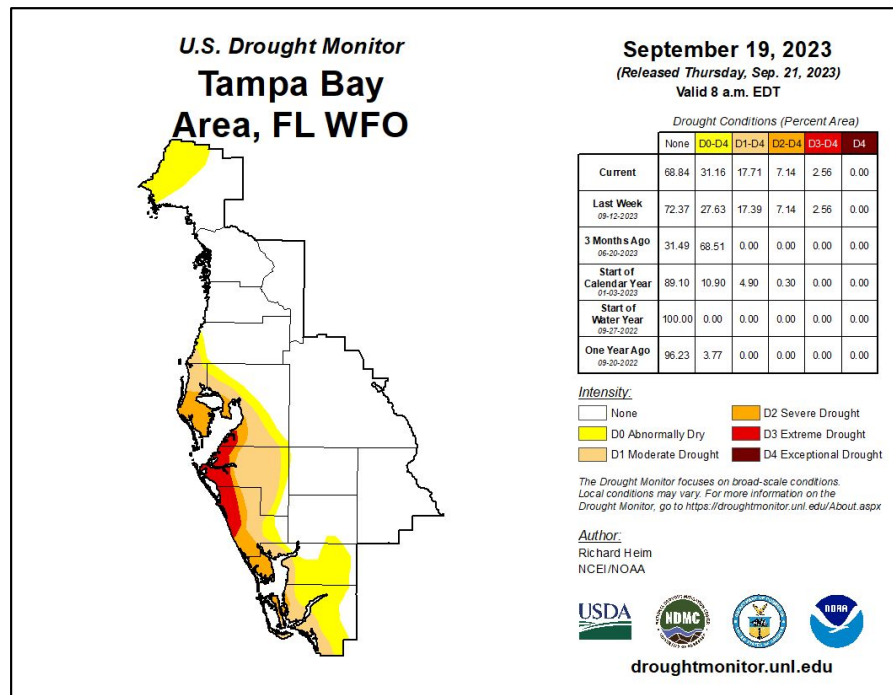 U.S. Drought Monitor
Tampa Bay
Area, FL WFO
September 19, 2023
(Released Thursday, Sep. 21, 2023)
Valid 8 a.m. EDT
Drought Conditions (Percent Area)
None D0-D4 D1-D4 D2-D4 D3-D4 D4
Current 68.84 31.16 17.71 7.14 2.56 0.00
Last Week
09-12-2023
72.37 27.63 17.39 7.14 2.56 0.00
3 Months Ago
06-20-2023
31.49 68.51 0.00 0.00 0.00 0.00
Start of
Calendar Year
01-03-2023
89.10 10.90 4.90 0.30 0.00 0.00
Start of
Water Year
09-27-2022
100.00 0.00 0.00 0.00 0.00 0.00
One Year Ago
09-20-2022
96.23 3.77 0.00 0.00 0.00 0.00
Intensity:
None
D0 Abnormally Dry
D1 Moderate Drought
D2 Severe Drought
D3 Extreme Drought
D4 Exceptional Drought
The Drought Monitor focuses on broad-scale conditions.
Local conditions may vary. For more information on the
Drought Monitor, go to https://droughtmonitor.unl.edu/About.aspx
Author:
Richard Heim
NCEI/NOAA
USDA
NDMC
NOAA
droughtmonitor.unl.edu